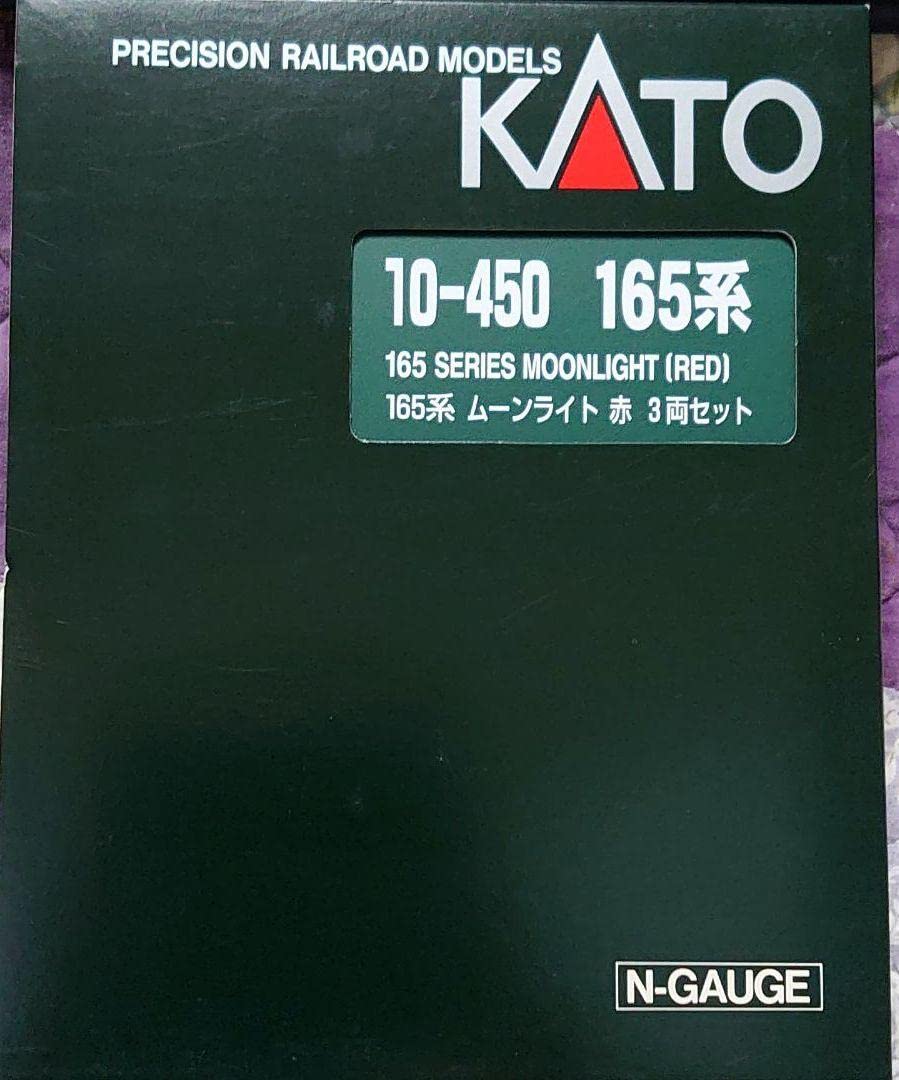 PRECISION RAILROAD MODELS
KATO
10-450 165系
165 SERIES MOONLIGHT (RED)
165系 ムーンライト 赤 3両セット
N-GAUGE